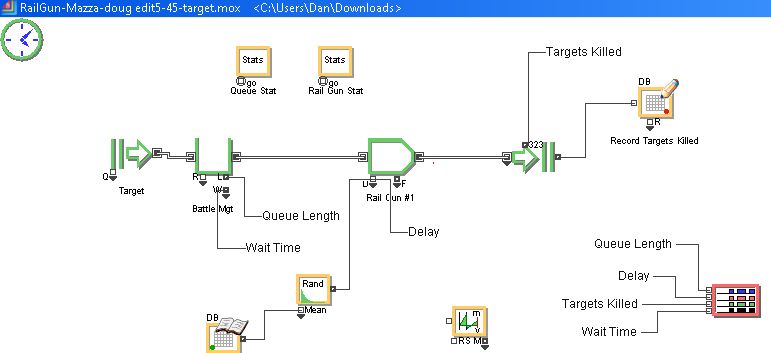 RailGun-Mazza-doug edit5-45-target.mox <C:\Users\Dan\Downloads>
Stats
go
Queue Stat
Stats
go
Rail Gun Stat
Targets Killed
DB
R
Record Targets Killed
323
Q
Target
R
L
W
Battle Mgt
U
F
Rail Gun #1
Queue Length
Wait Time
Delay
Rand
Mean
DB
m
v
RS M
Queue Length
Delay
Targets Killed
Wait Time